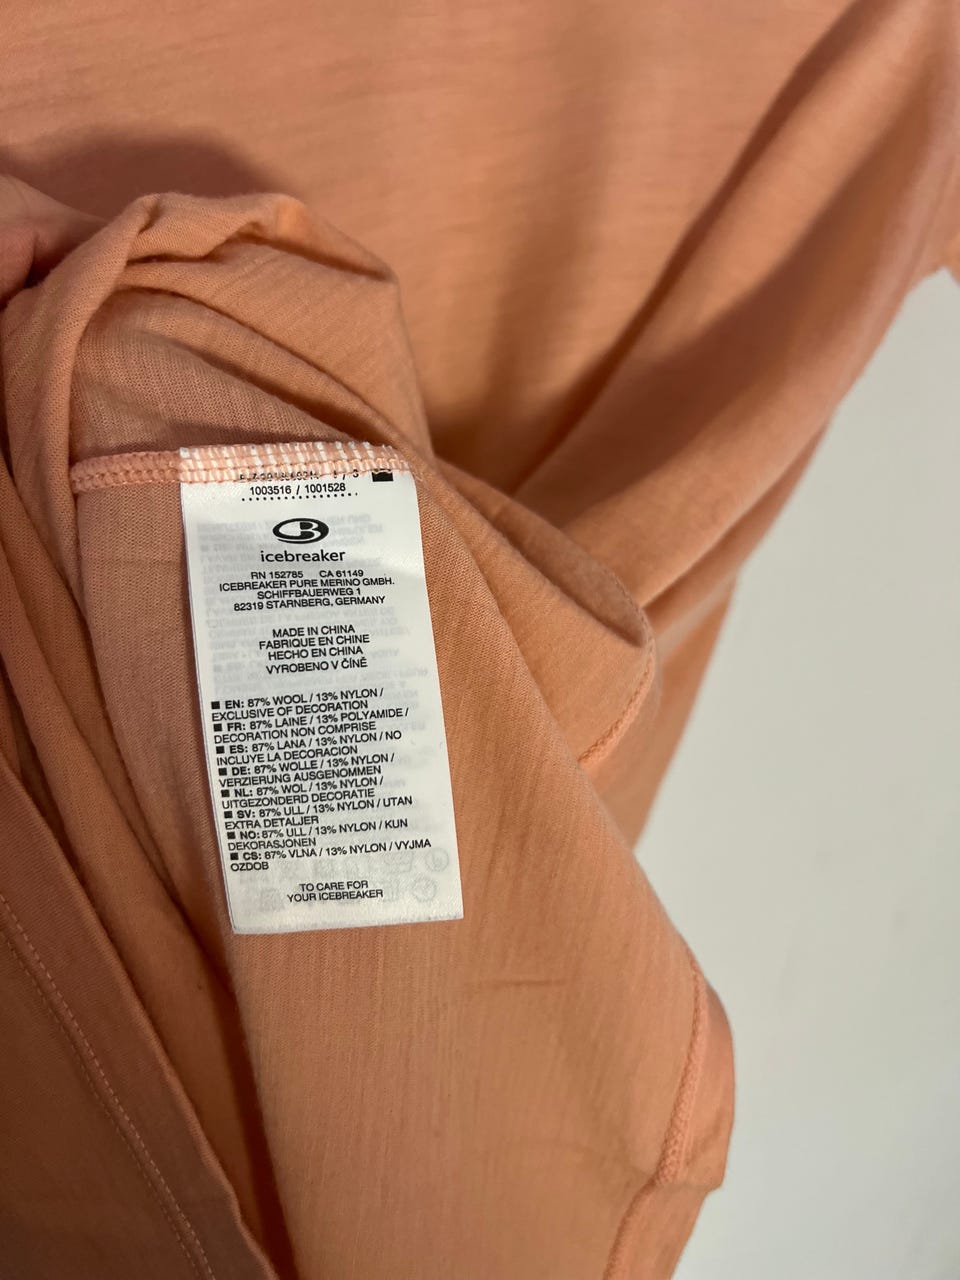 1003516 / 1001528
icebreaker
RN 152785 CA 61149
ICEBREAKER PURE MERINO GMBH.
SCHIFFBAUERWEG 1
82319 STARNBERG, GERMANY
MADE IN CHINA
FABRIQUE EN CHINE
HECHO EN CHINA
VYROBENO V ČÍNĚ
EN: 87% WOOL / 13% NYLON /
EXCLUSIVE OF DECORATION
FR: 87% LAINE / 13% POLYAMIDE /
DECORATION NON COMPRISE
ES: 87% LANA / 13% NYLON / NO
INCLUYE LA DECORACION
DE: 87% WOLLE / 13% NYLON /
VERZIERUNG AUSGENOMMEN
NL: 87% WOL / 13% NYLON /
UITGEZONDERD DECORATIE
SV: 87% ULL / 13% NYLON / UTAN
EXTRA DETALJER
NO: 87% ULL / 13% NYLON / KUN
DEKORASJONEN
CS: 87% VLNA / 13% NYLON / VYJMA
OZDOB
TO CARE FOR
YOUR ICEBREAKER